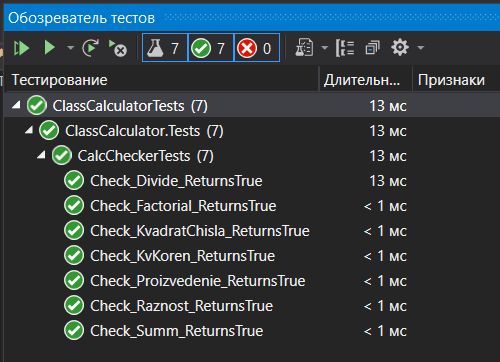 Обозреватель тестов
7 7 0
Тестирование Длительн... Признаки
ClassCalculatorTests (7) 13 мс
ClassCalculator.Tests (7) 13 мс
CalcCheckerTests (7) 13 мс
Check_Divide_ReturnsTrue 13 мс
Check_Factorial_ReturnsTrue < 1 мс
Check_KvadratChisla_ReturnsTrue < 1 мс
Check_KvKoren_ReturnsTrue < 1 мс
Check_Proizvedenie_ReturnsTrue < 1 мс
Check_Raznost_ReturnsTrue < 1 мс
Check_Summ_ReturnsTrue < 1 мс